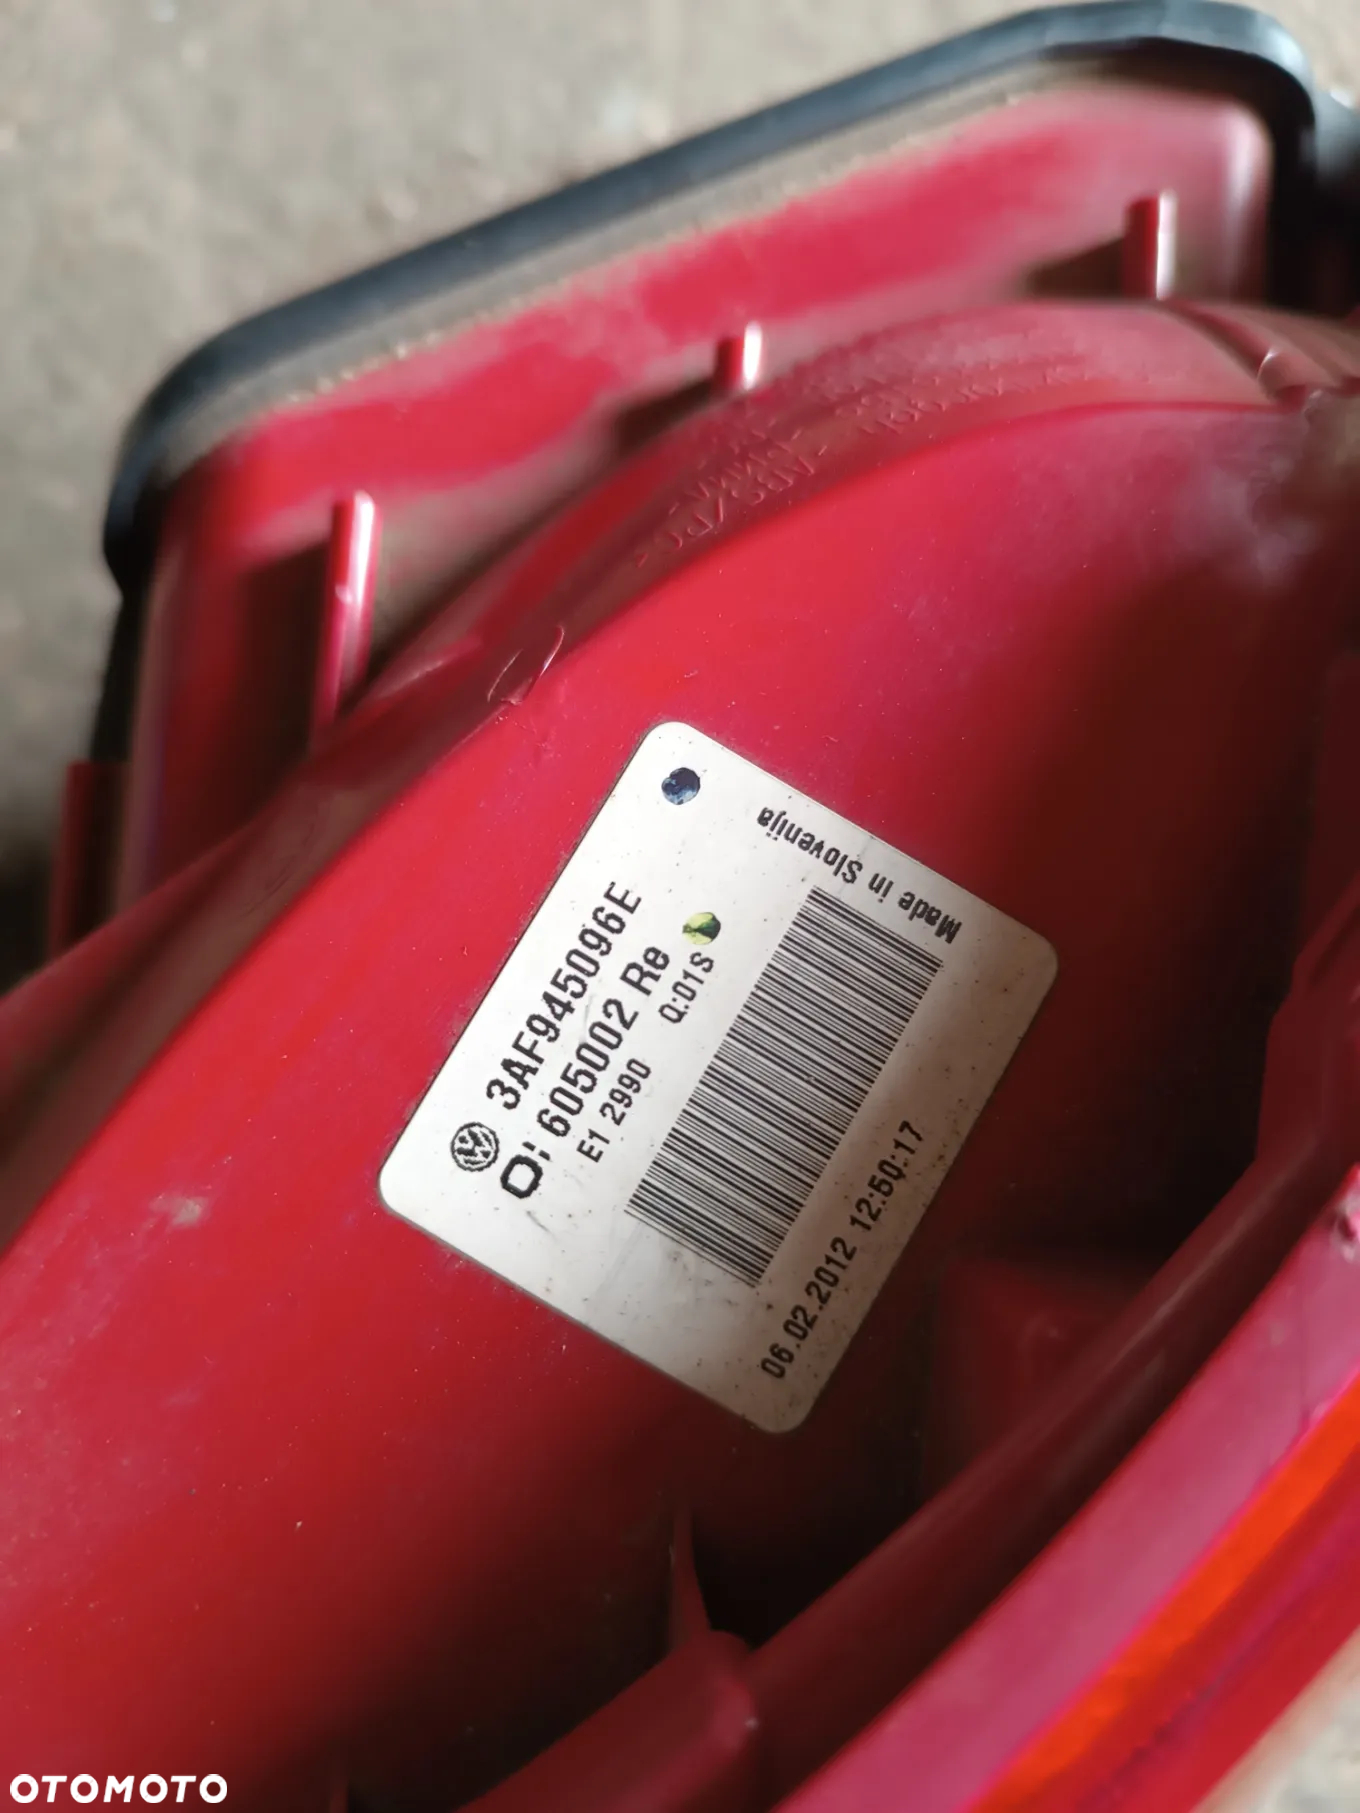 3AF945096E
605002 Re
E1 2990 Q:01S
Made in Slovenija
06.02.2012 12:50:17
OTOMOTO